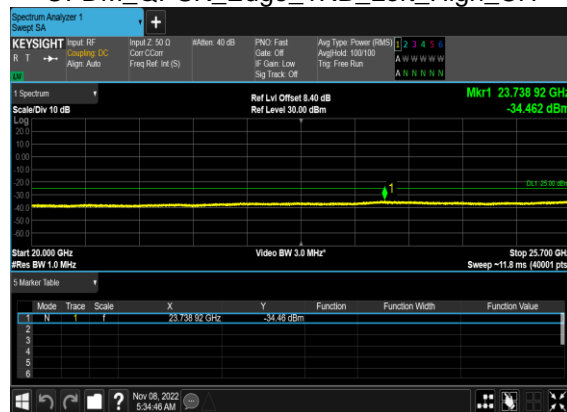 Spectrum Analyzer 1
Swept SA
+
KEYSIGHT Input: RF Input Z: 50 Ω #Atten: 40 dB PNO: Fast Avg Type: Power (RMS) 1 2 3 4 5 6
R T Coupling: DC Corr CCorr Gate: Off Avg|Hold: 100/100 A W W W W W
Align: Auto Freq Ref: Int (S) IF Gain: Low Trig: Free Run
LW Sig Track: Off A N N N N N
1 Spectrum Ref Lvl Offset 8.40 dB Mkr1 23.738 92 GHz
Scale/Div 10 dB Ref Level 30.00 dBm -34.462 dBm
Log
20.0
10.0
0.00
-10.0
-20.0
DL1 -25.00 dBm
1
-30.0
-40.0
-50.0
-60.0
Start 20.000 GHz Video BW 3.0 MHz* Stop 25.700 GHz
#Res BW 1.0 MHz Sweep ~11.8 ms (40001 pts)
5 Marker Table
Mode Trace Scale X Y Function Function Width Function Value
1 N 1 f 23.738 92 GHz -34.46 dBm
2
3
4
5
6
? Nov 08, 2022
5:34:46 AM